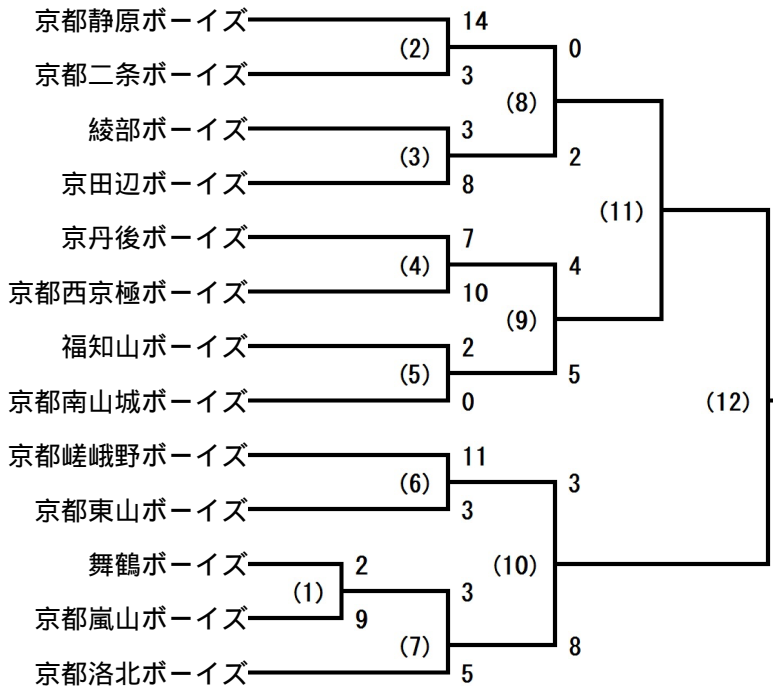 京都静原ボーイズ 14
(2) 0
京都二条ボーイズ 3
(8)
綾部ボーイズ 3
(3) 2
京田辺ボーイズ 8
(11)
京丹後ボーイズ 7
(4) 4
京都西京極ボーイズ 10
(9)
福知山ボーイズ 2
(5) 5
京都南山城ボーイズ 0
(12)
京都嵯峨野ボーイズ 11
(6) 3
京都東山ボーイズ 3
舞鶴ボーイズ 2
(10)
(1) 3
京都嵐山ボーイズ 9
(7) 8
京都洛北ボーイズ 5